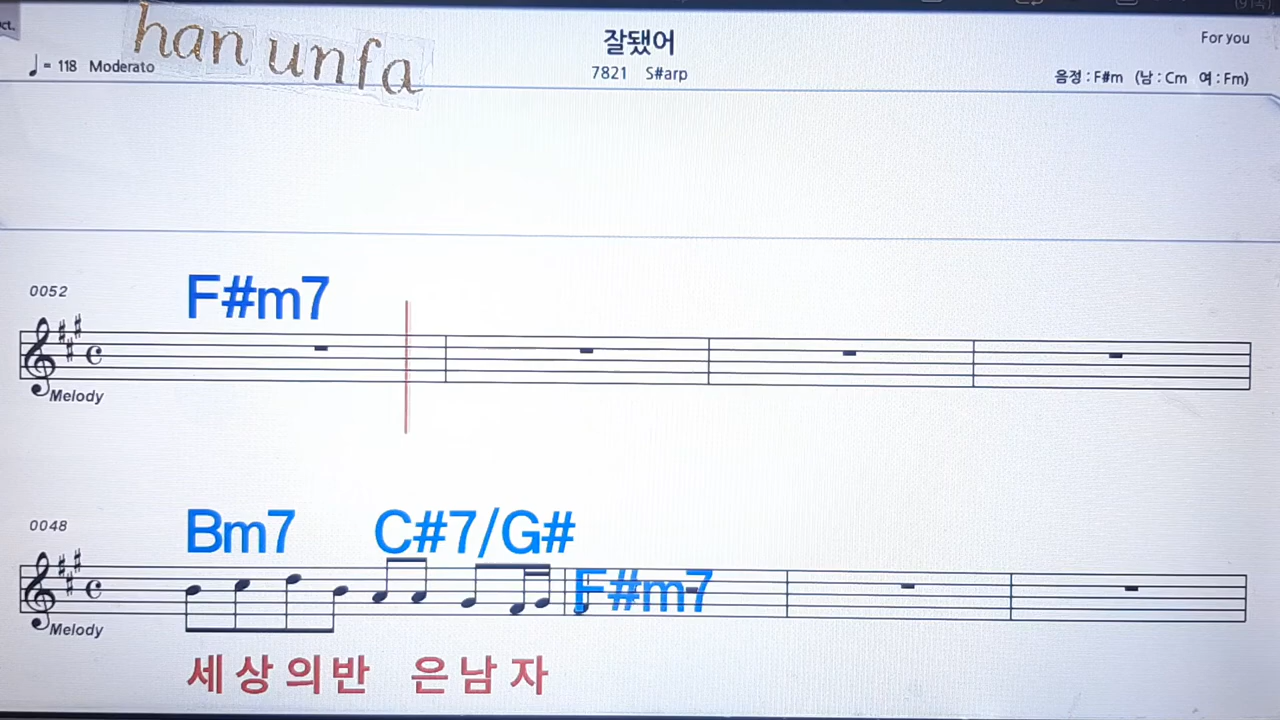 ct.
han unfa
잘됐어
For you
♩= 118 Moderato
7821 S#arp
음정 : F#m (남 : Cm 여 : Fm)
0052
F#m7
Melody
0048
Bm7 C#7/G#
F#m7
Melody
세상의반 은남자